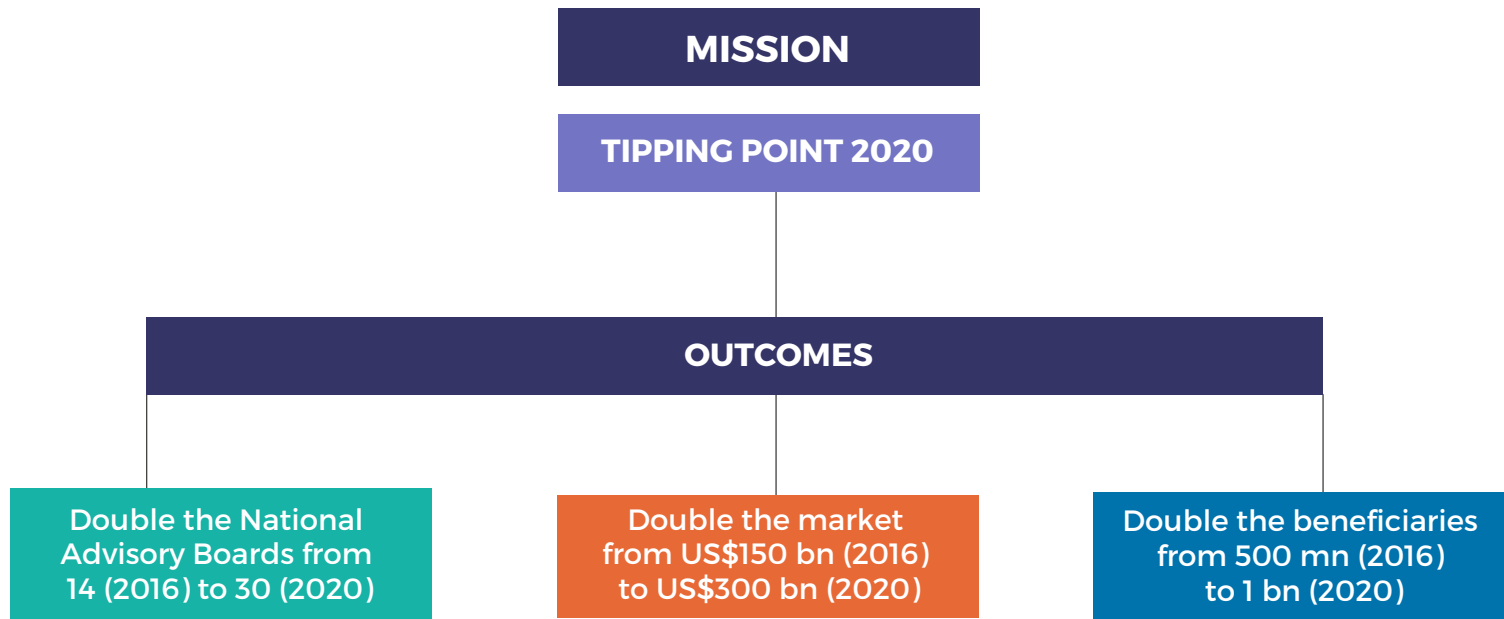 MISSION
TIPPING POINT 2020
OUTCOMES
Double the National
Advisory Boards from
14 (2016) to 30 (2020)
Double the market
from US$150 bn (2016)
to US$300 bn (2020)
Double the beneficiaries
from 500 mn (2016)
to 1 bn (2020)